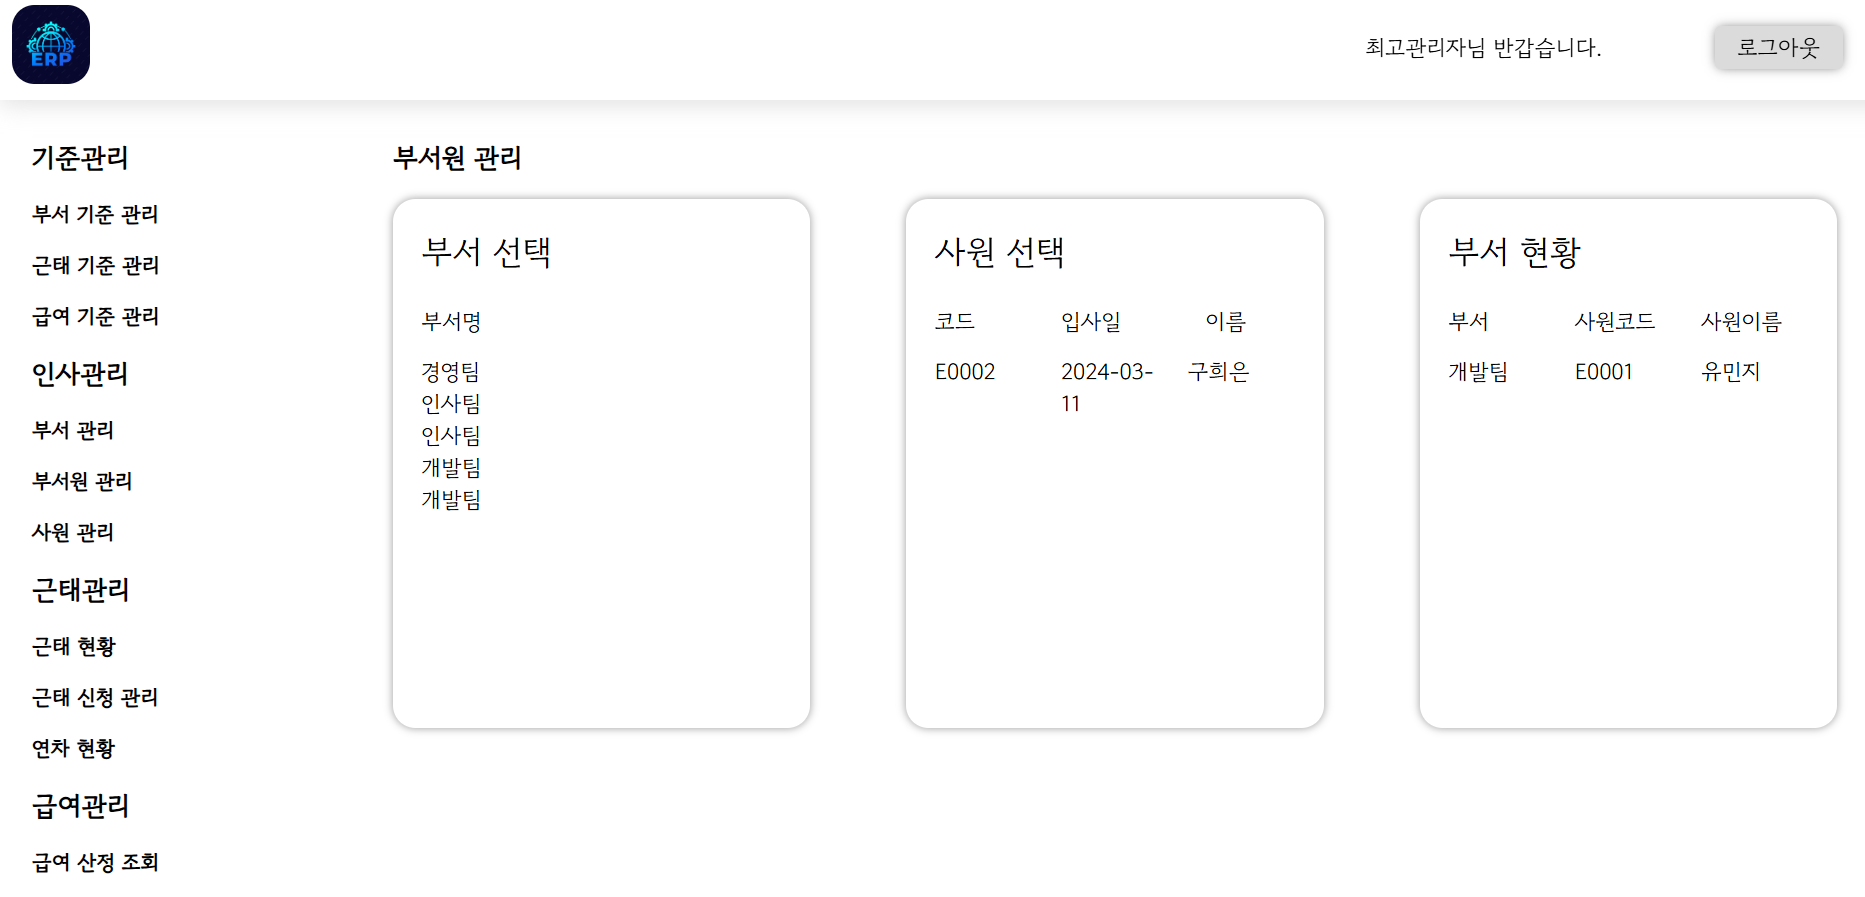 ERP
최고관리자님 반갑습니다.
로그아웃
기준관리
부서 기준 관리
근태 기준 관리
급여 기준 관리
인사관리
부서 관리
부서원 관리
사원 관리
근태관리
근태 현황
근태 신청 관리
연차 현황
급여관리
급여 산정 조회
부서원 관리
부서 선택
부서명
경영팀
인사팀
인사팀
개발팀
개발팀
사원 선택
코드 입사일 이름
E0002 2024-03- 구희은
11
부서 현황
부서 사원코드 사원이름
개발팀 E0001 유민지